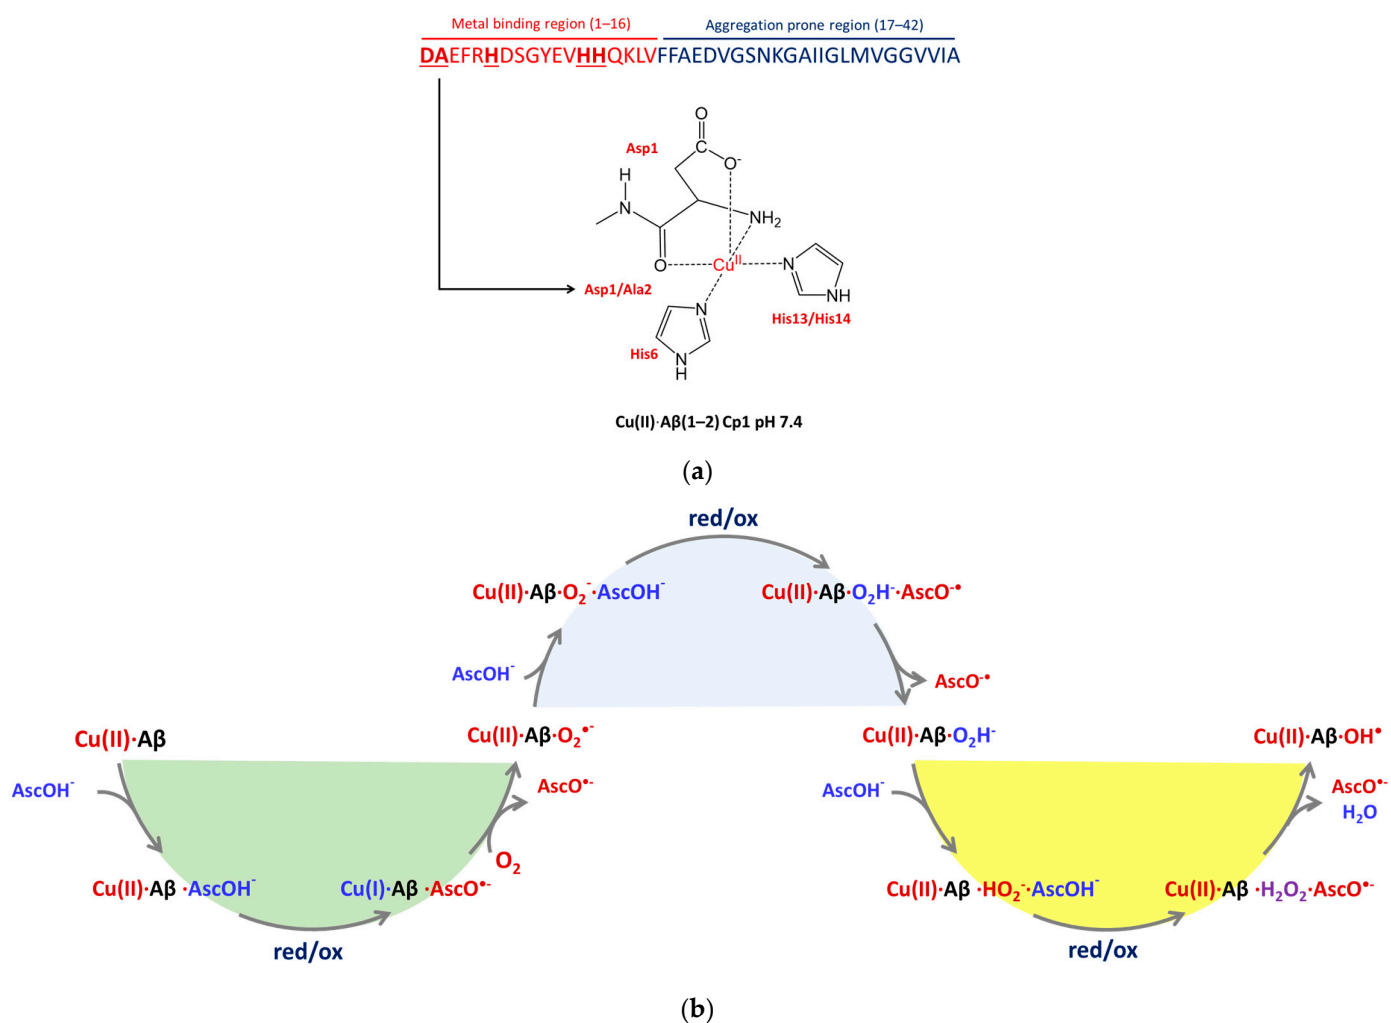 Metal binding region (1–16) Aggregation prone region (17–42)
DAEFRHDSGYEVHHQKLVFFAEDVGSNKGAIIGLMVGGVVIA
O
C
Asp1
O⁻
H
N
NH₂
O
Cuᴵᴵ
N
NH
Asp1/Ala2
N
His13/His14
His6
N
H
Cu(II)·Aβ(1–2) Cp1 pH 7.4
(a)
red/ox
Cu(II)·Aβ·O₂⁻·AscOH⁻ Cu(II)·Aβ·O₂H⁻·AscO⁻•
AscOH⁻ AscO⁻•
Cu(II)·Aβ Cu(II)·Aβ·O₂•⁻ Cu(II)·Aβ·O₂H⁻ Cu(II)·Aβ·OH•
AscOH⁻ AscO•⁻ AscOH⁻ AscO•⁻
H₂O
O₂
Cu(II)·Aβ ·AscOH⁻ Cu(I)·Aβ ·AscO•⁻ Cu(II)·Aβ ·HO₂⁻·AscOH⁻ Cu(II)·Aβ ·H₂O₂·AscO•⁻
red/ox red/ox
(b)